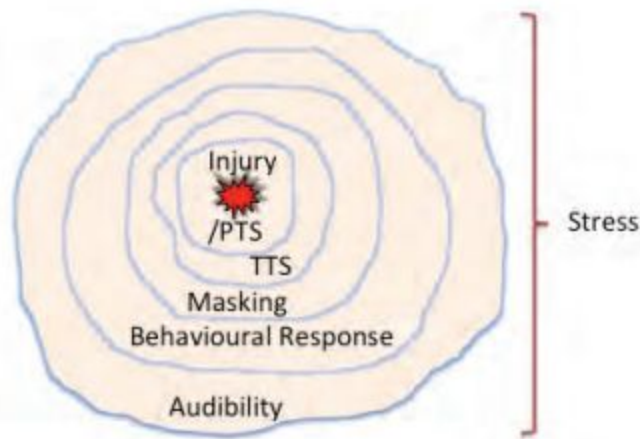 Injury
/PTS
TTS
Masking
Behavioural Response
Audibility
Stress